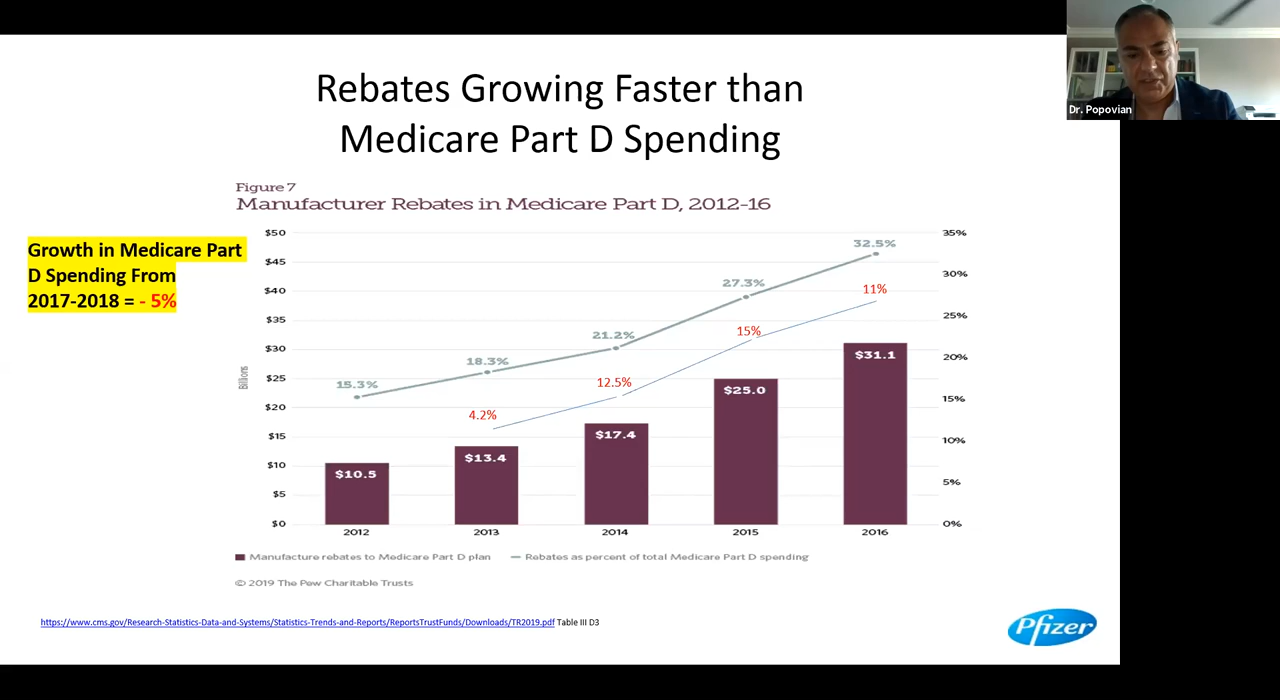 Dr. Popovian
Rebates Growing Faster than
Medicare Part D Spending
Figure 7
Manufacturer Rebates in Medicare Part D, 2012-16
Growth in Medicare Part
D Spending From
2017-2018 = - 5%
Billions
$50
$45
$40
$35
$30
$25
$20
$15
$10
$5
$0
35%
30%
25%
20%
15%
10%
5%
0%
15.3%
18.3%
21.2%
27.3%
32.5%
4.2%
12.5%
15%
11%
$10.5
$13.4
$17.4
$25.0
$31.1
2012
2013
2014
2015
2016
Manufacture rebates to Medicare Part D plan
Rebates as percent of total Medicare Part D spending
© 2019 The Pew Charitable Trusts
https://www.cms.gov/Research-Statistics-Data-and-Systems/Statistics-Trends-and-Reports/ReportsTrustFunds/Downloads/TR2019.pdf Table III D3
Pfizer